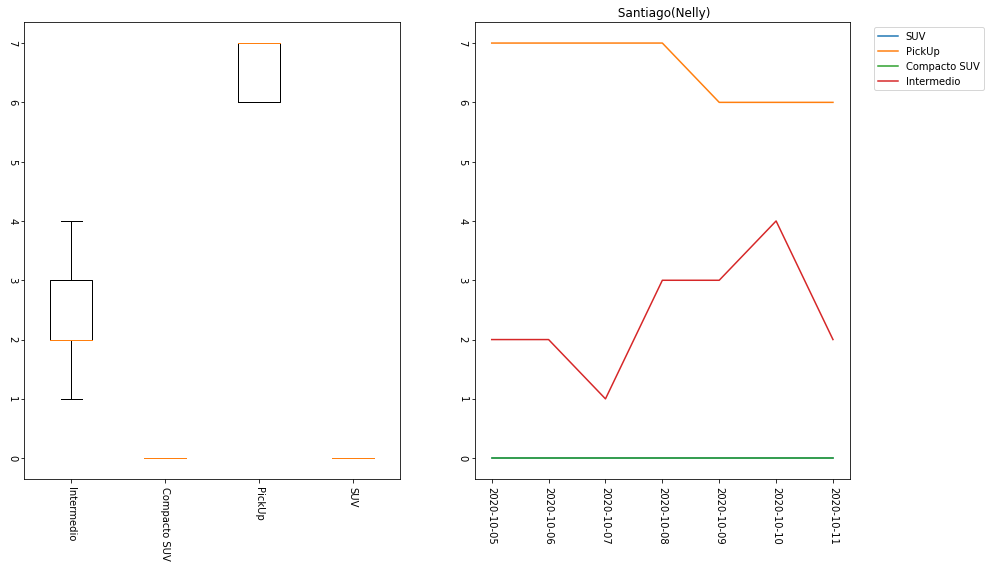 7
6
5
4
3
2
1
0
Intermedio
Compacto SUV
PickUp
SUV
Santiago(Nelly)
7
6
5
4
3
2
1
0
2020-10-05
2020-10-06
2020-10-07
2020-10-08
2020-10-09
2020-10-10
2020-10-11
SUV
PickUp
Compacto SUV
Intermedio